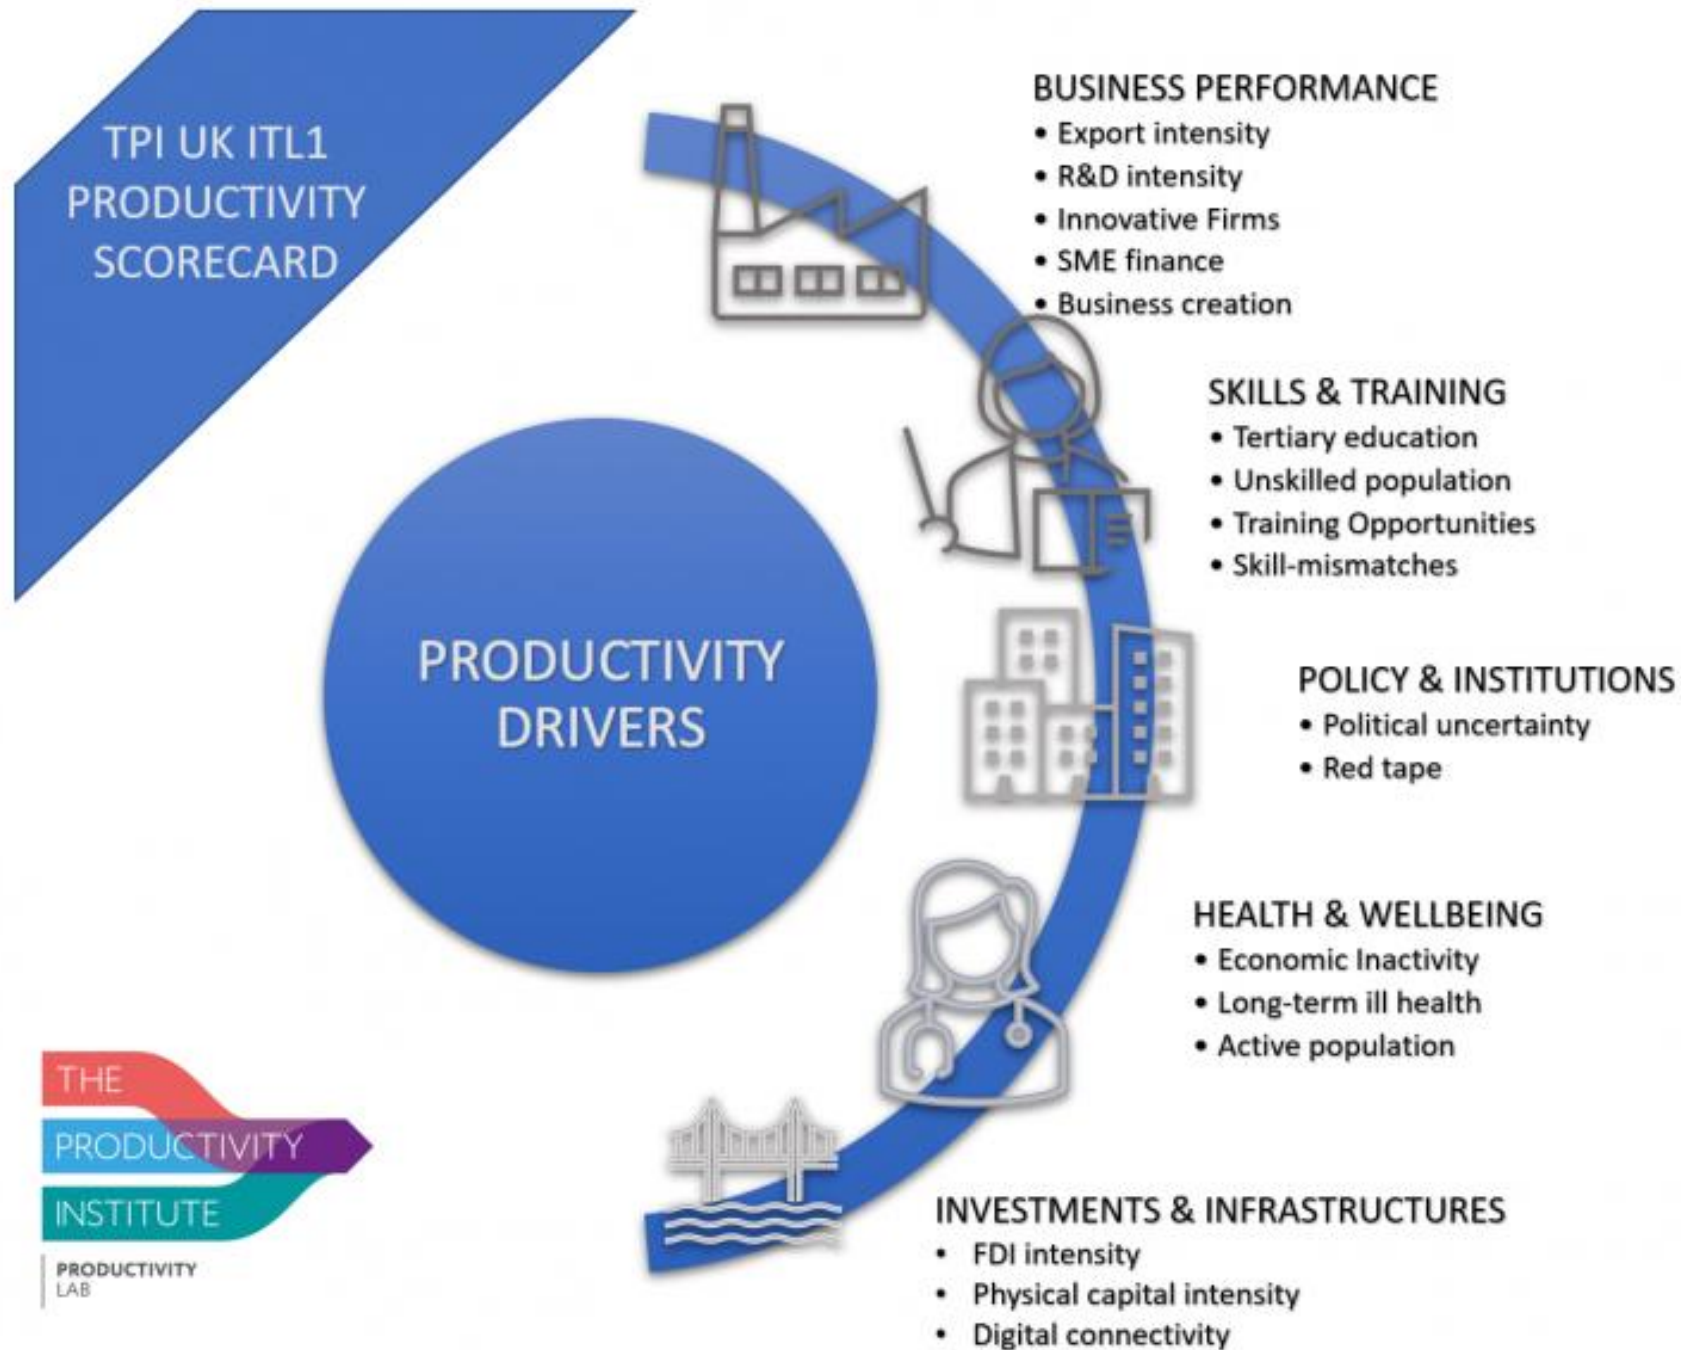 TPI UK ITL1
PRODUCTIVITY
SCORECARD
BUSINESS PERFORMANCE
• Export intensity
• R&D intensity
• Innovative Firms
• SME finance
• Business creation
SKILLS & TRAINING
• Tertiary education
• Unskilled population
• Training Opportunities
• Skill-mismatches
PRODUCTIVITY
DRIVERS
POLICY & INSTITUTIONS
• Political uncertainty
• Red tape
HEALTH & WELLBEING
• Economic Inactivity
• Long-term ill health
• Active population
INVESTMENTS & INFRASTRUCTURES
• FDI intensity
• Physical capital intensity
• Digital connectivity
THE
PRODUCTIVITY
INSTITUTE
PRODUCTIVITY
LAB